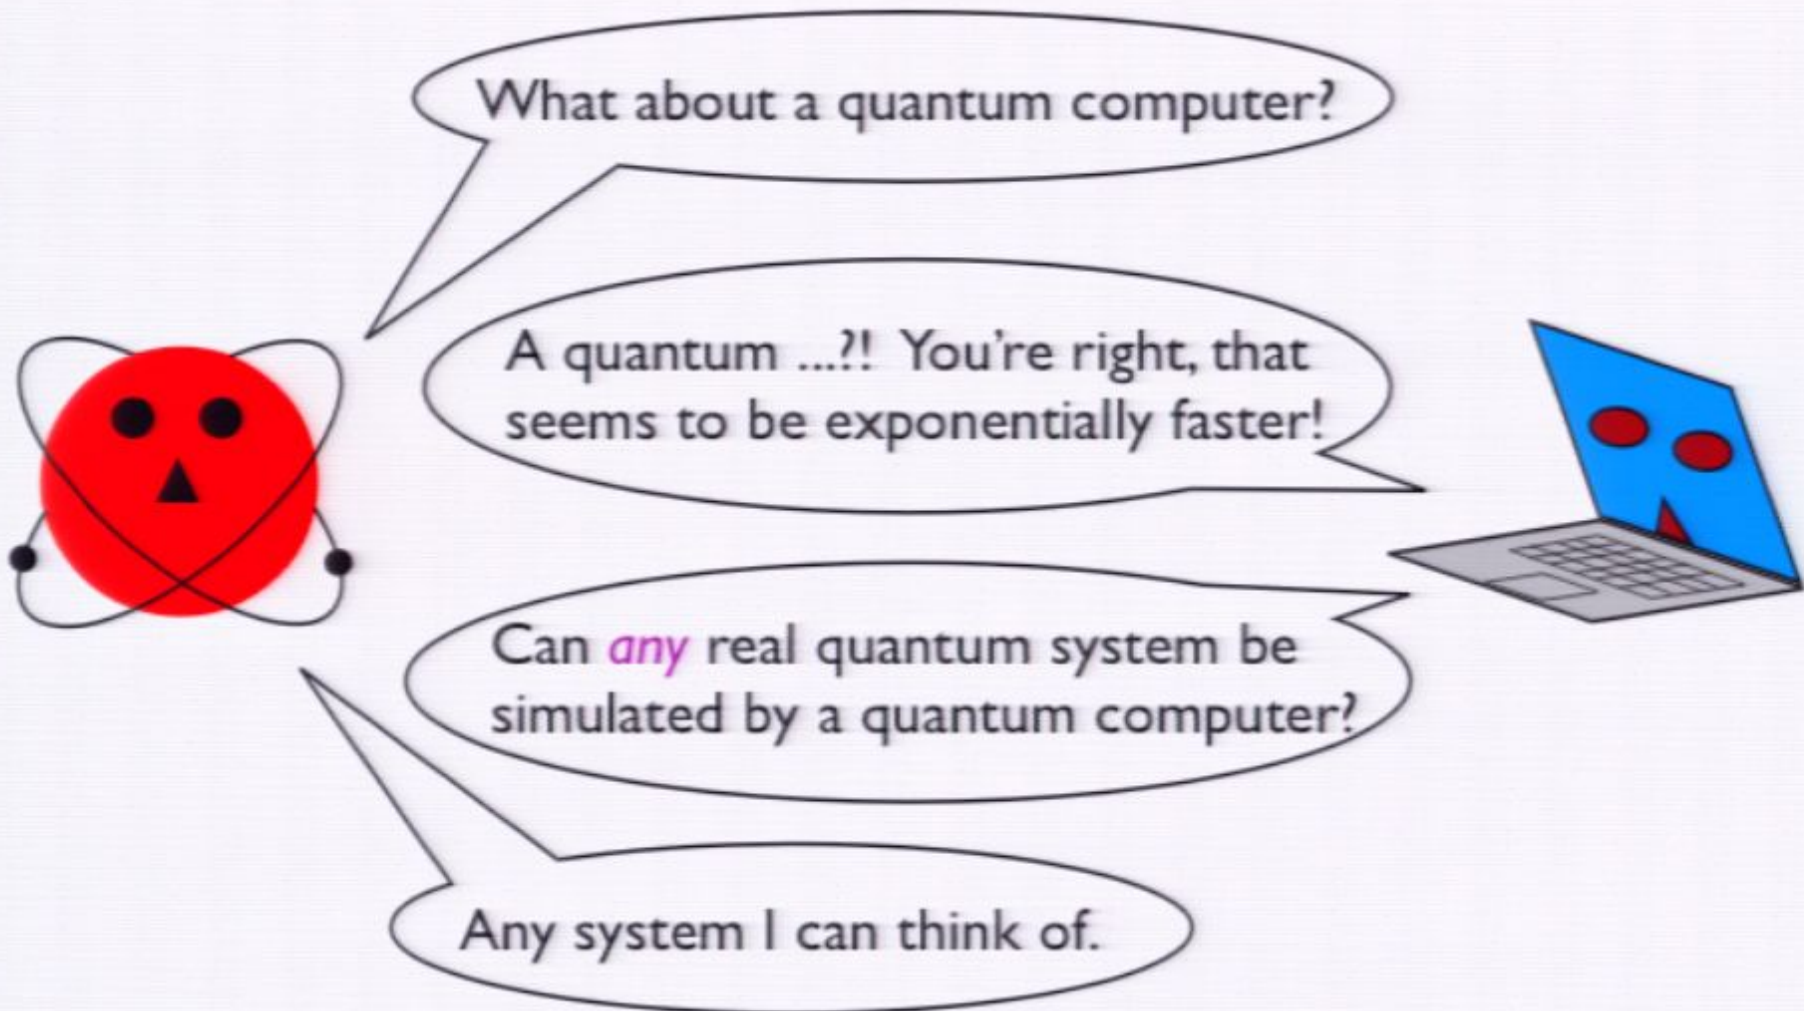 What about a quantum computer?
A quantum ...?! You're right, that
seems to be exponentially faster!
Can any real quantum system be
simulated by a quantum computer?
Any system I can think of.